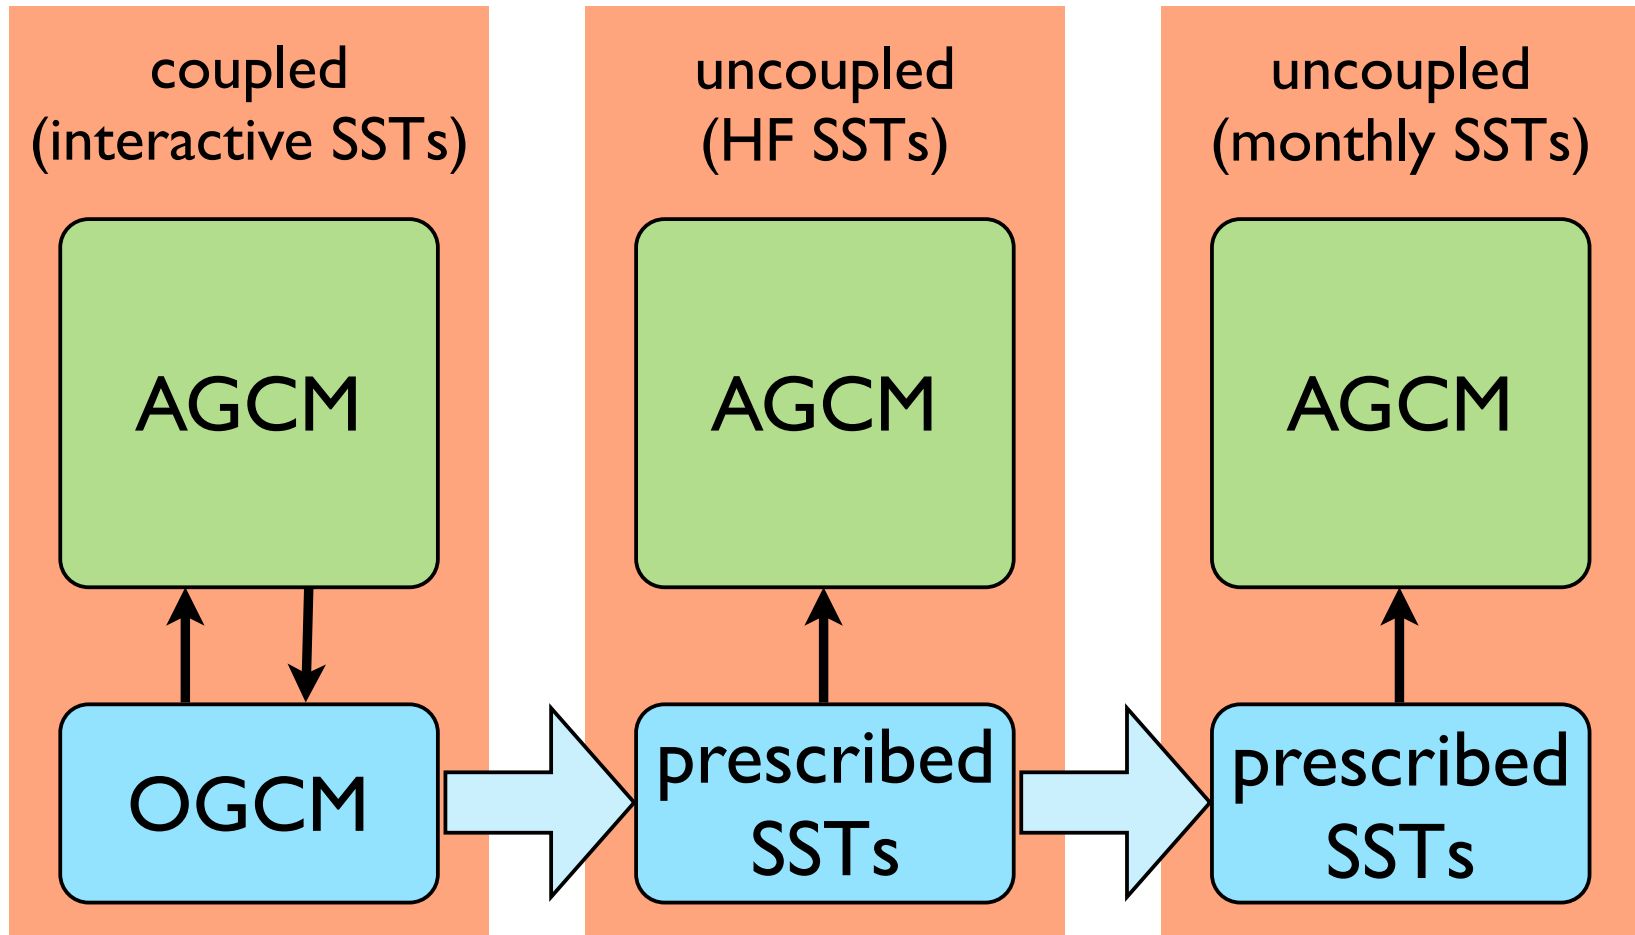 coupled
(interactive SSTs)
AGCM
OGCM
uncoupled
(HF SSTs)
AGCM
prescribed
SSTs
uncoupled
(monthly SSTs)
AGCM
prescribed
SSTs